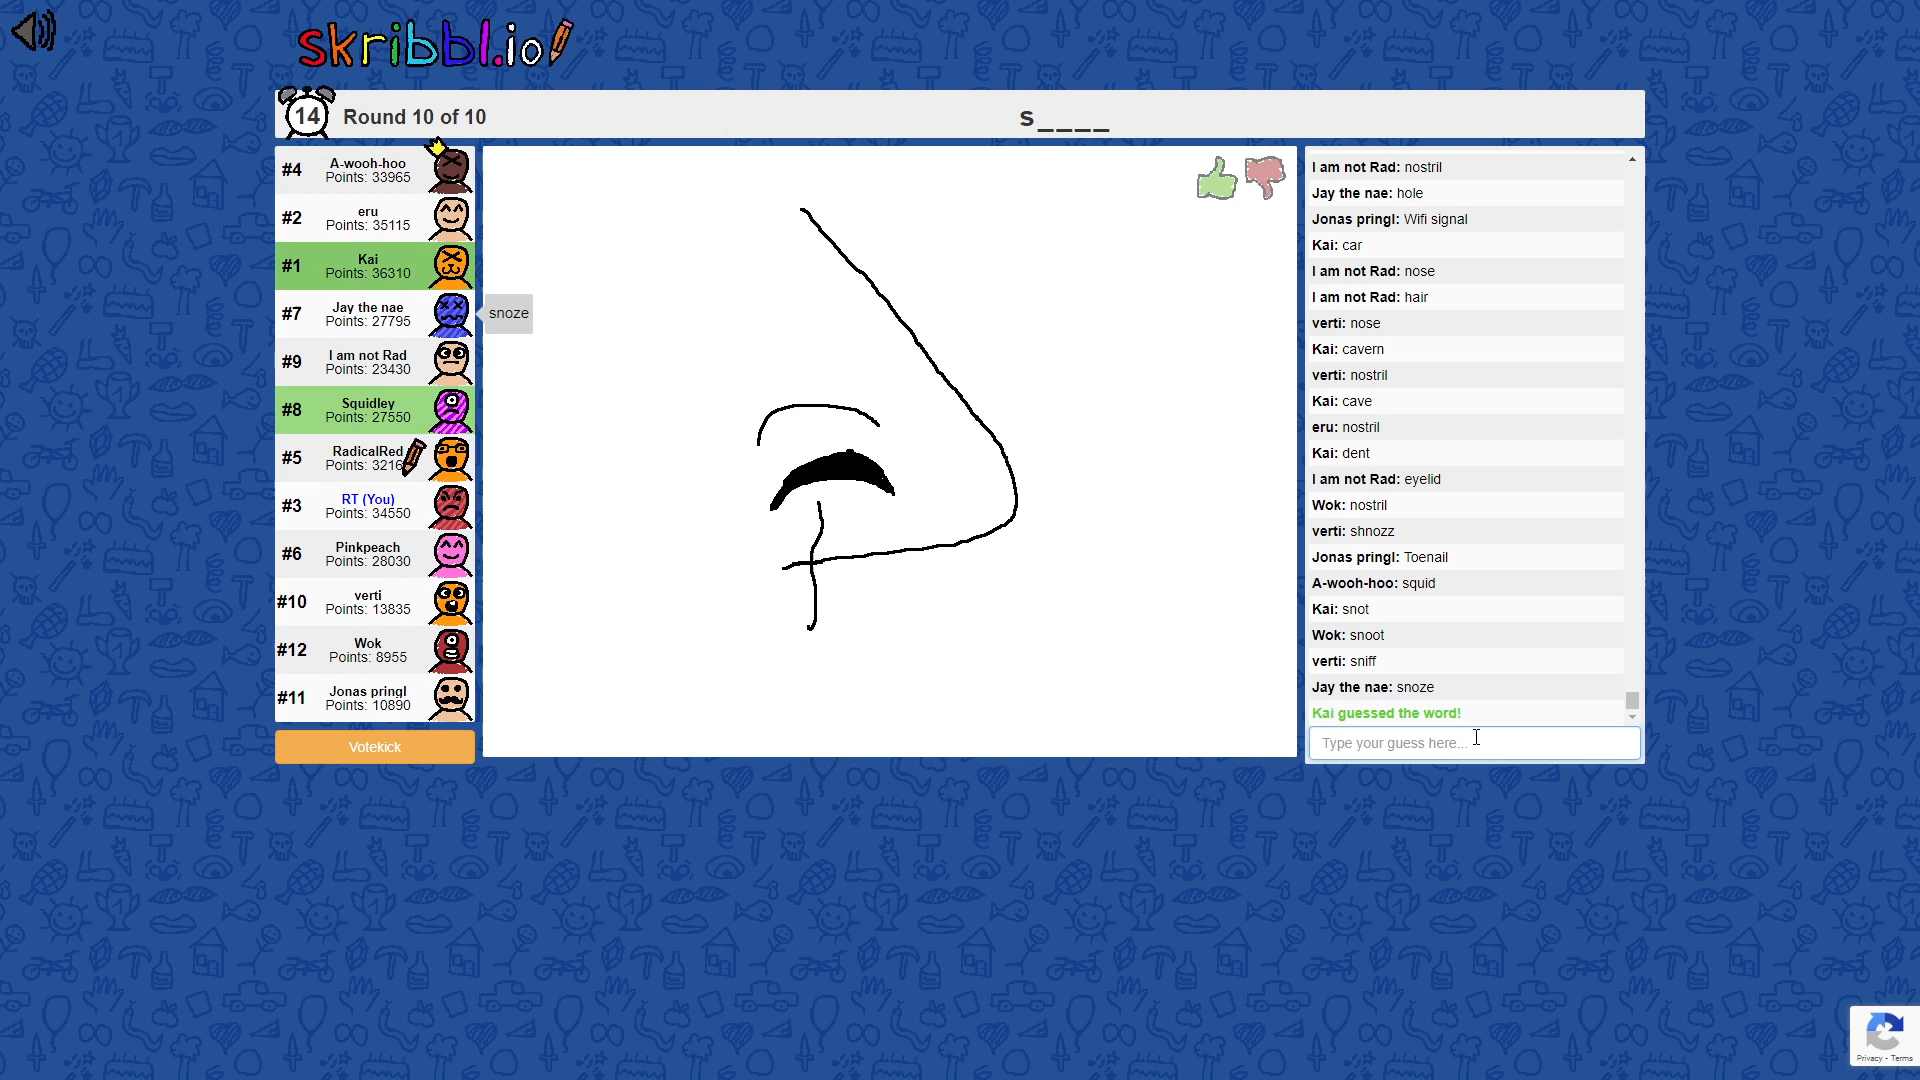 skribbl.io
14
Round 10 of 10
s____
#4
A-wooh-hoo
Points: 33965
#2
eru
Points: 35115
#1
Kai
Points: 36310
#7
Jay the nae
Points: 27795
snoze
#9
I am not Rad
Points: 23430
#8
Squidley
Points: 27550
#5
RadicalRed
Points: 3216
#3
RT (You)
Points: 34550
#6
Pinkpeach
Points: 28030
#10
verti
Points: 13835
#12
Wok
Points: 8955
#11
Jonas pringl
Points: 10890
Votekick
I am not Rad: nostril
Jay the nae: hole
Jonas pringl: Wifi signal
Kai: car
I am not Rad: nose
I am not Rad: hair
verti: nose
Kai: cavern
verti: nostril
Kai: cave
eru: nostril
Kai: dent
I am not Rad: eyelid
Wok: nostril
verti: shnozz
Jonas pringl: Toenail
A-wooh-hoo: squid
Kai: snot
Wok: snoot
verti: sniff
Jay the nae: snoze
Kai guessed the word!
Type your guess here...
Privacy - Terms